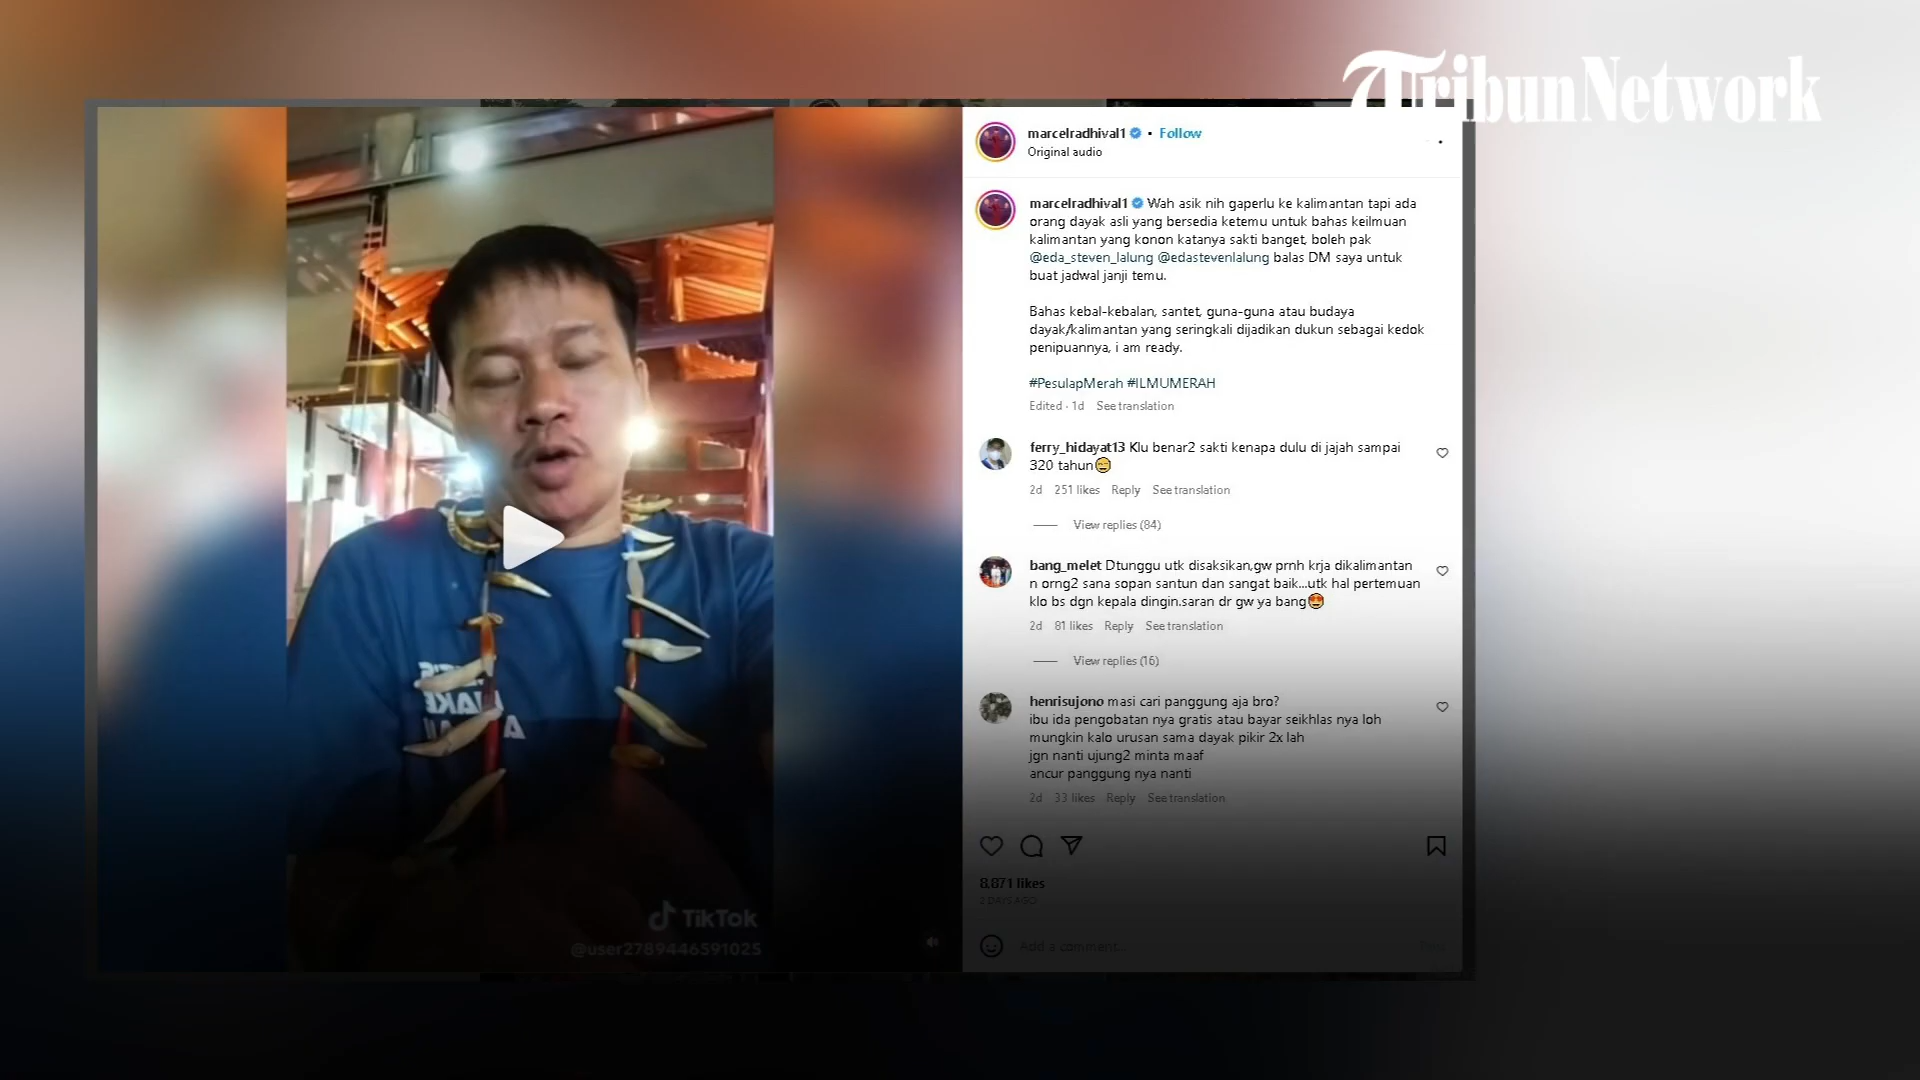 TribunNetwork
marcelradhival1 • Follow
Original audio
marcelradhival1 Wah asik nih gaperlu ke kalimantan tapi ada
orang dayak asli yang bersedia ketemu untuk bahas keilmuan
kalimantan yang konon katanya sakti banget, boleh pak
@eda_steven_lalung @edastevenlalung balas DM saya untuk
buat jadwal janji temu.
Bahas kebal-kebalan, santet, guna-guna atau budaya
dayak/kalimantan yang seringkali dijadikan dukun sebagai kedok
penipuannya, i am ready.
#PesulapMerah #ILMUMERAH
Edited · 1d See translation
ferry_hidayat13 Klu benar2 sakti kenapa dulu di jajah sampai
320 tahun😅
2d 251 likes Reply See translation
View replies (84)
bang_melet Dtunggu utk disaksikan,gw prnh krja dikalimantan
n orng2 sana sopan santun dan sangat baik...utk hal pertemuan
klo bs dgn kepala dingin.saran dr gw ya bang😍
2d 81 likes Reply See translation
View replies (16)
henrisujono masi cari panggung aja bro?
ibu ida pengobatan nya gratis atau bayar seikhlas nya loh
mungkin kalo urusan sama dayak pikir 2x lah
jgn nanti ujung2 minta maaf
ancur panggung nya nanti
2d 33 likes Reply See translation
8.871 likes
2 DAYS AGO
Add a comment...
TikTok
@user2789446591025